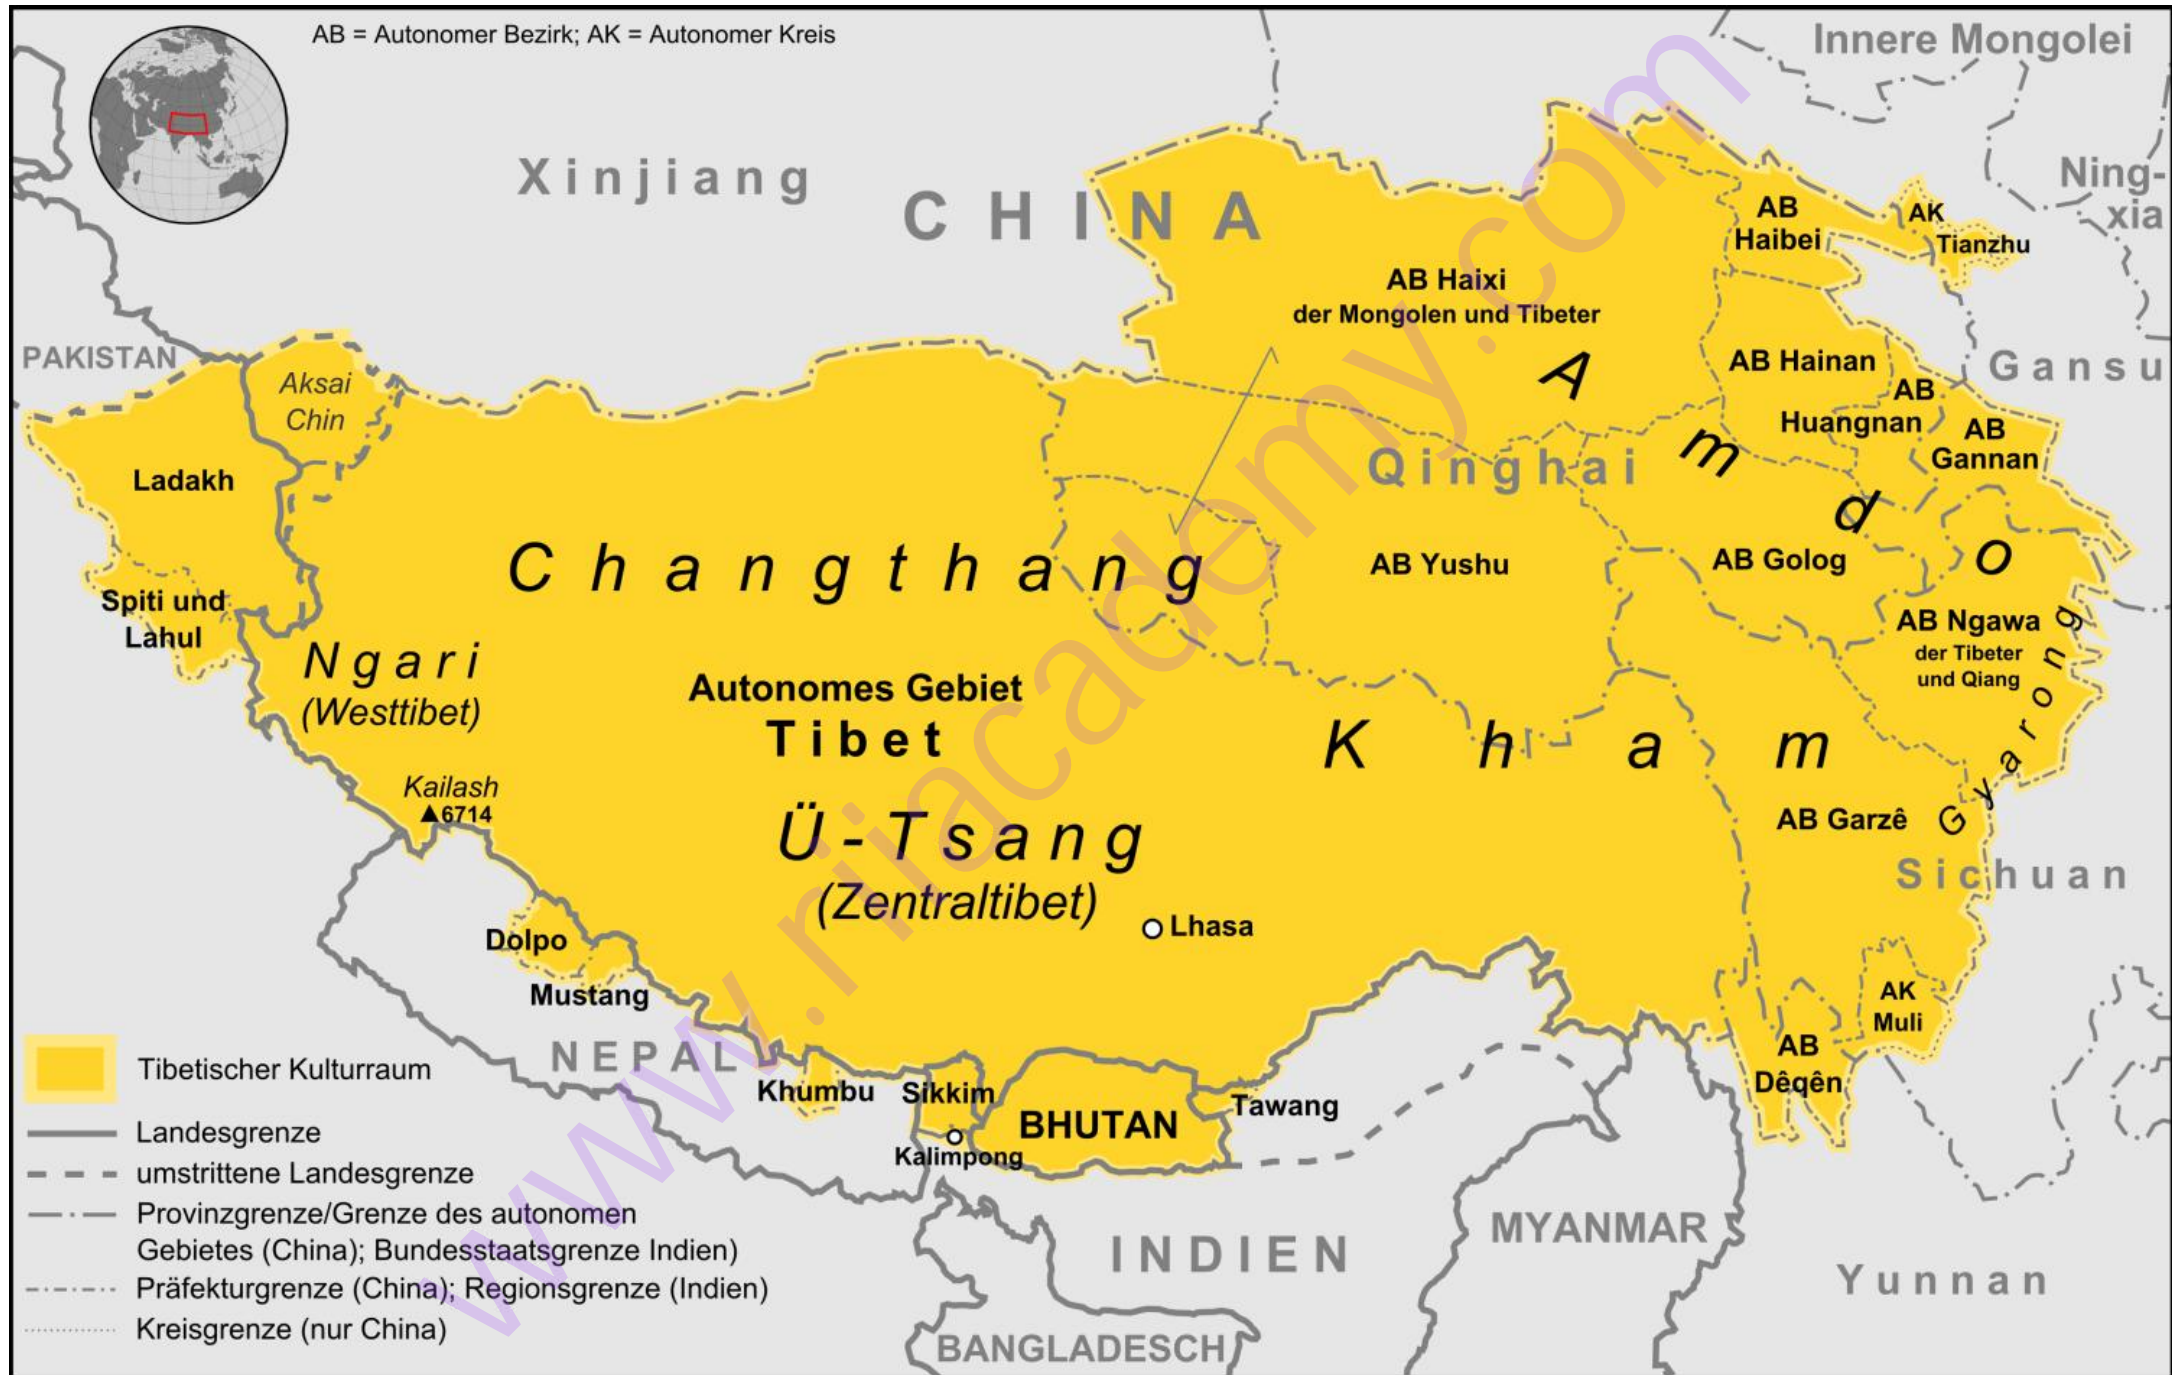 AB = Autonomer Bezirk; AK = Autonomer Kreis
Innere Mongolei
Xinjiang
CHINA
Ning-
xia
AB
Haibei
AK
Tianzhu
AB Haixi
der Mongolen und Tibeter
PAKISTAN
Aksai
Chin
Gansu
AB Hainan
AB
Huangnan
AB
Gannan
Amdo
Qinghai
Ladakh
Changthang
AB Yushu
AB Golog
Spiti und
Lahul
AB Ngawa
der Tibeter
und Qiang
Gyarong
Ngari
(Westtibet)
Autonomes Gebiet
Tibet
Kham
Kailash
6714
AB Garzê
Ü-Tsang
(Zentraltibet)
Sichuan
Lhasa
Dolpo
Mustang
AK
Muli
AB
Dêqên
NEPAL
Khumbu
Sikkim
BHUTAN
Tawang
Kalimpong
INDIEN
MYANMAR
Yunnan
BANGLADESCH
Tibetischer Kulturraum
Landesgrenze
umstrittene Landesgrenze
Provinzgrenze/Grenze des autonomen
Gebietes (China); Bundesstaatsgrenze Indien)
Präfekturgrenze (China); Regionsgrenze (Indien)
Kreisgrenze (nur China)
www.rijacademy.com